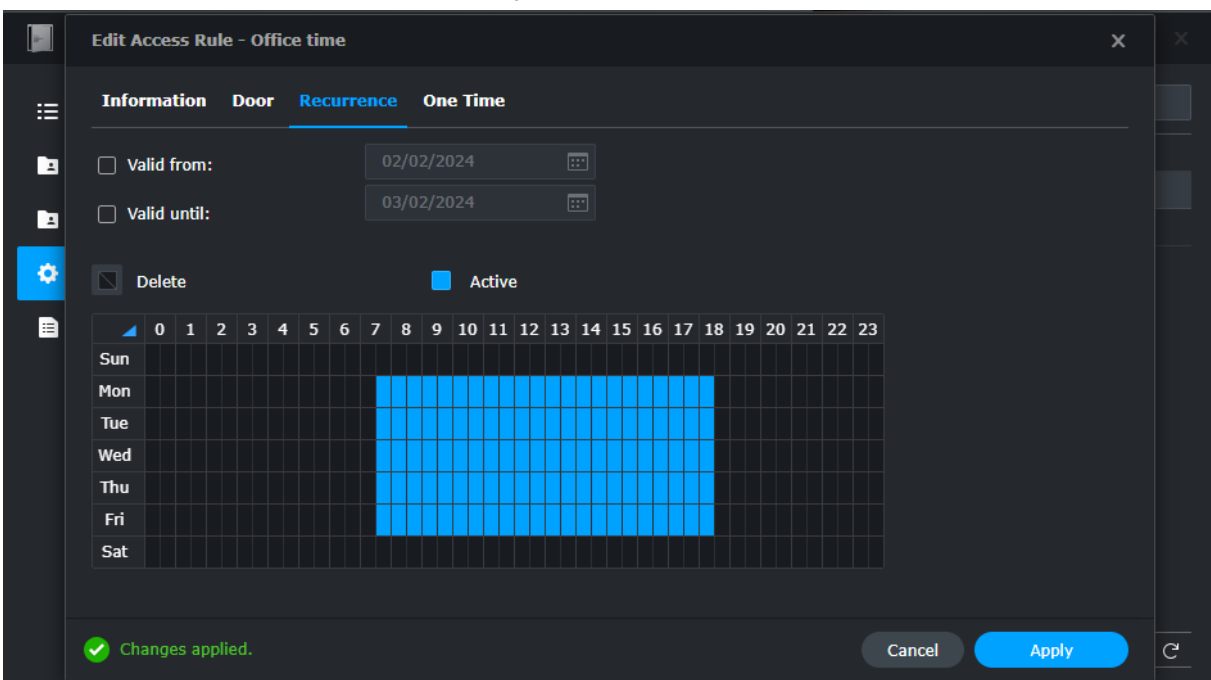 Edit Access Rule - Office time
Information Door Recurrence One Time
Valid from: 02/02/2024
Valid until: 03/02/2024
Delete Active
0 1 2 3 4 5 6 7 8 9 10 11 12 13 14 15 16 17 18 19 20 21 22 23
Sun
Mon
Tue
Wed
Thu
Fri
Sat
Changes applied. Cancel Apply